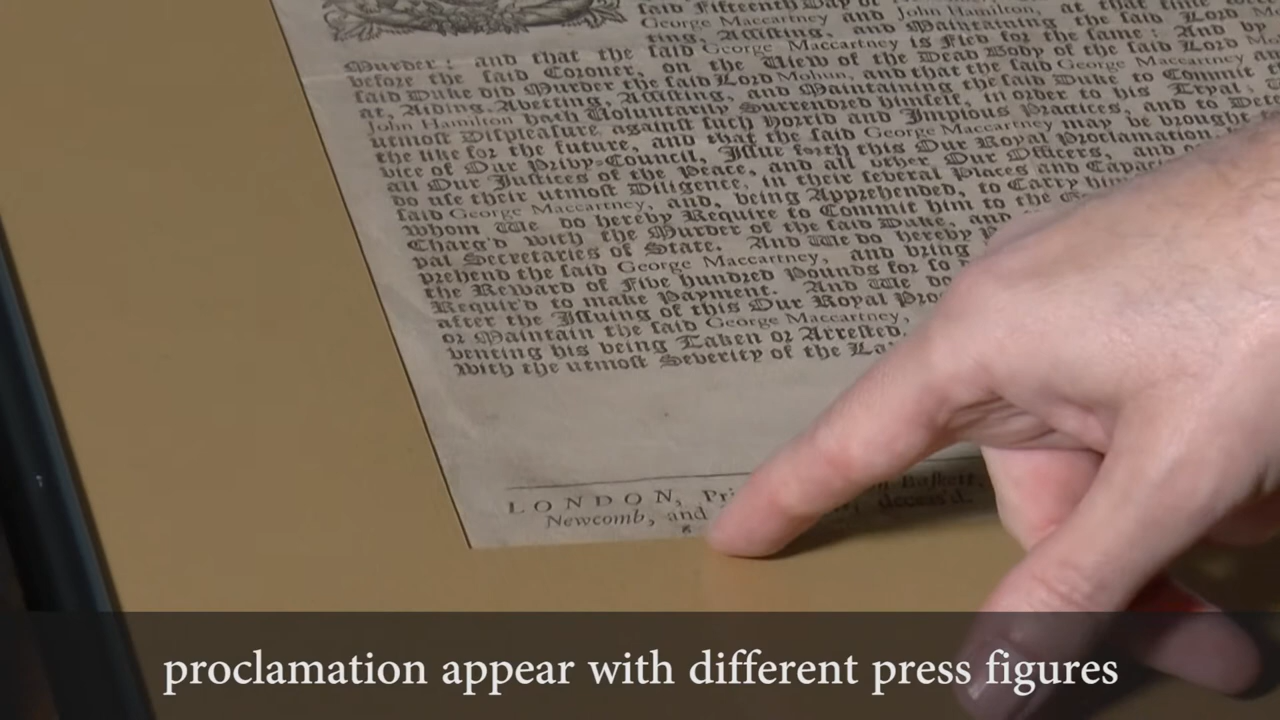 said Fifteenth Day of
George Maccartney and John Hamilton at that time were
ting, Assisting, and Maintaining the said Lord Mo
Murder; and that the said George Maccartney is Fled for the same: And by
before the said Coroner, on the View of the Dead Body of the said Lord
said Duke did Murder the said Lord Mohun, and that the said George Maccartney
at, Aiding, Abetting, Assisting, and Maintaining the said Duke to Commit
John Hamilton hath Voluntarily Surrendred himself, in order to his Tryal;
utmost Displeasure against such Horrid and Impious Practices, and to Dete
the like for the future, and that the said George Maccartney may be brought
vice of Our Privy-Council, Issue forth this Our Royal Proclamation,
all Our Justices of the Peace, and all other Our Officers, and
do use their utmost Diligence, in their several Places and Capac
said George Maccartney, and, being Apprehended, to Carry him
whom We do hereby Require to Commit him to the
Charg'd with the Murder of the said Duke, and
pal Secretaries of State. And We do hereby
prehend the said George Maccartney, and bring
the Reward of Five hundred Pounds for so
Requir'd to make Payment. And We do
after the Issuing of this Our Royal Pro
or Maintain the said George Maccartney,
venting his being Taken or Arrested,
with the utmost Severity of the La
LONDON, Pri Baskett,
Newcomb, and deceas'd.
proclamation appear with different press figures